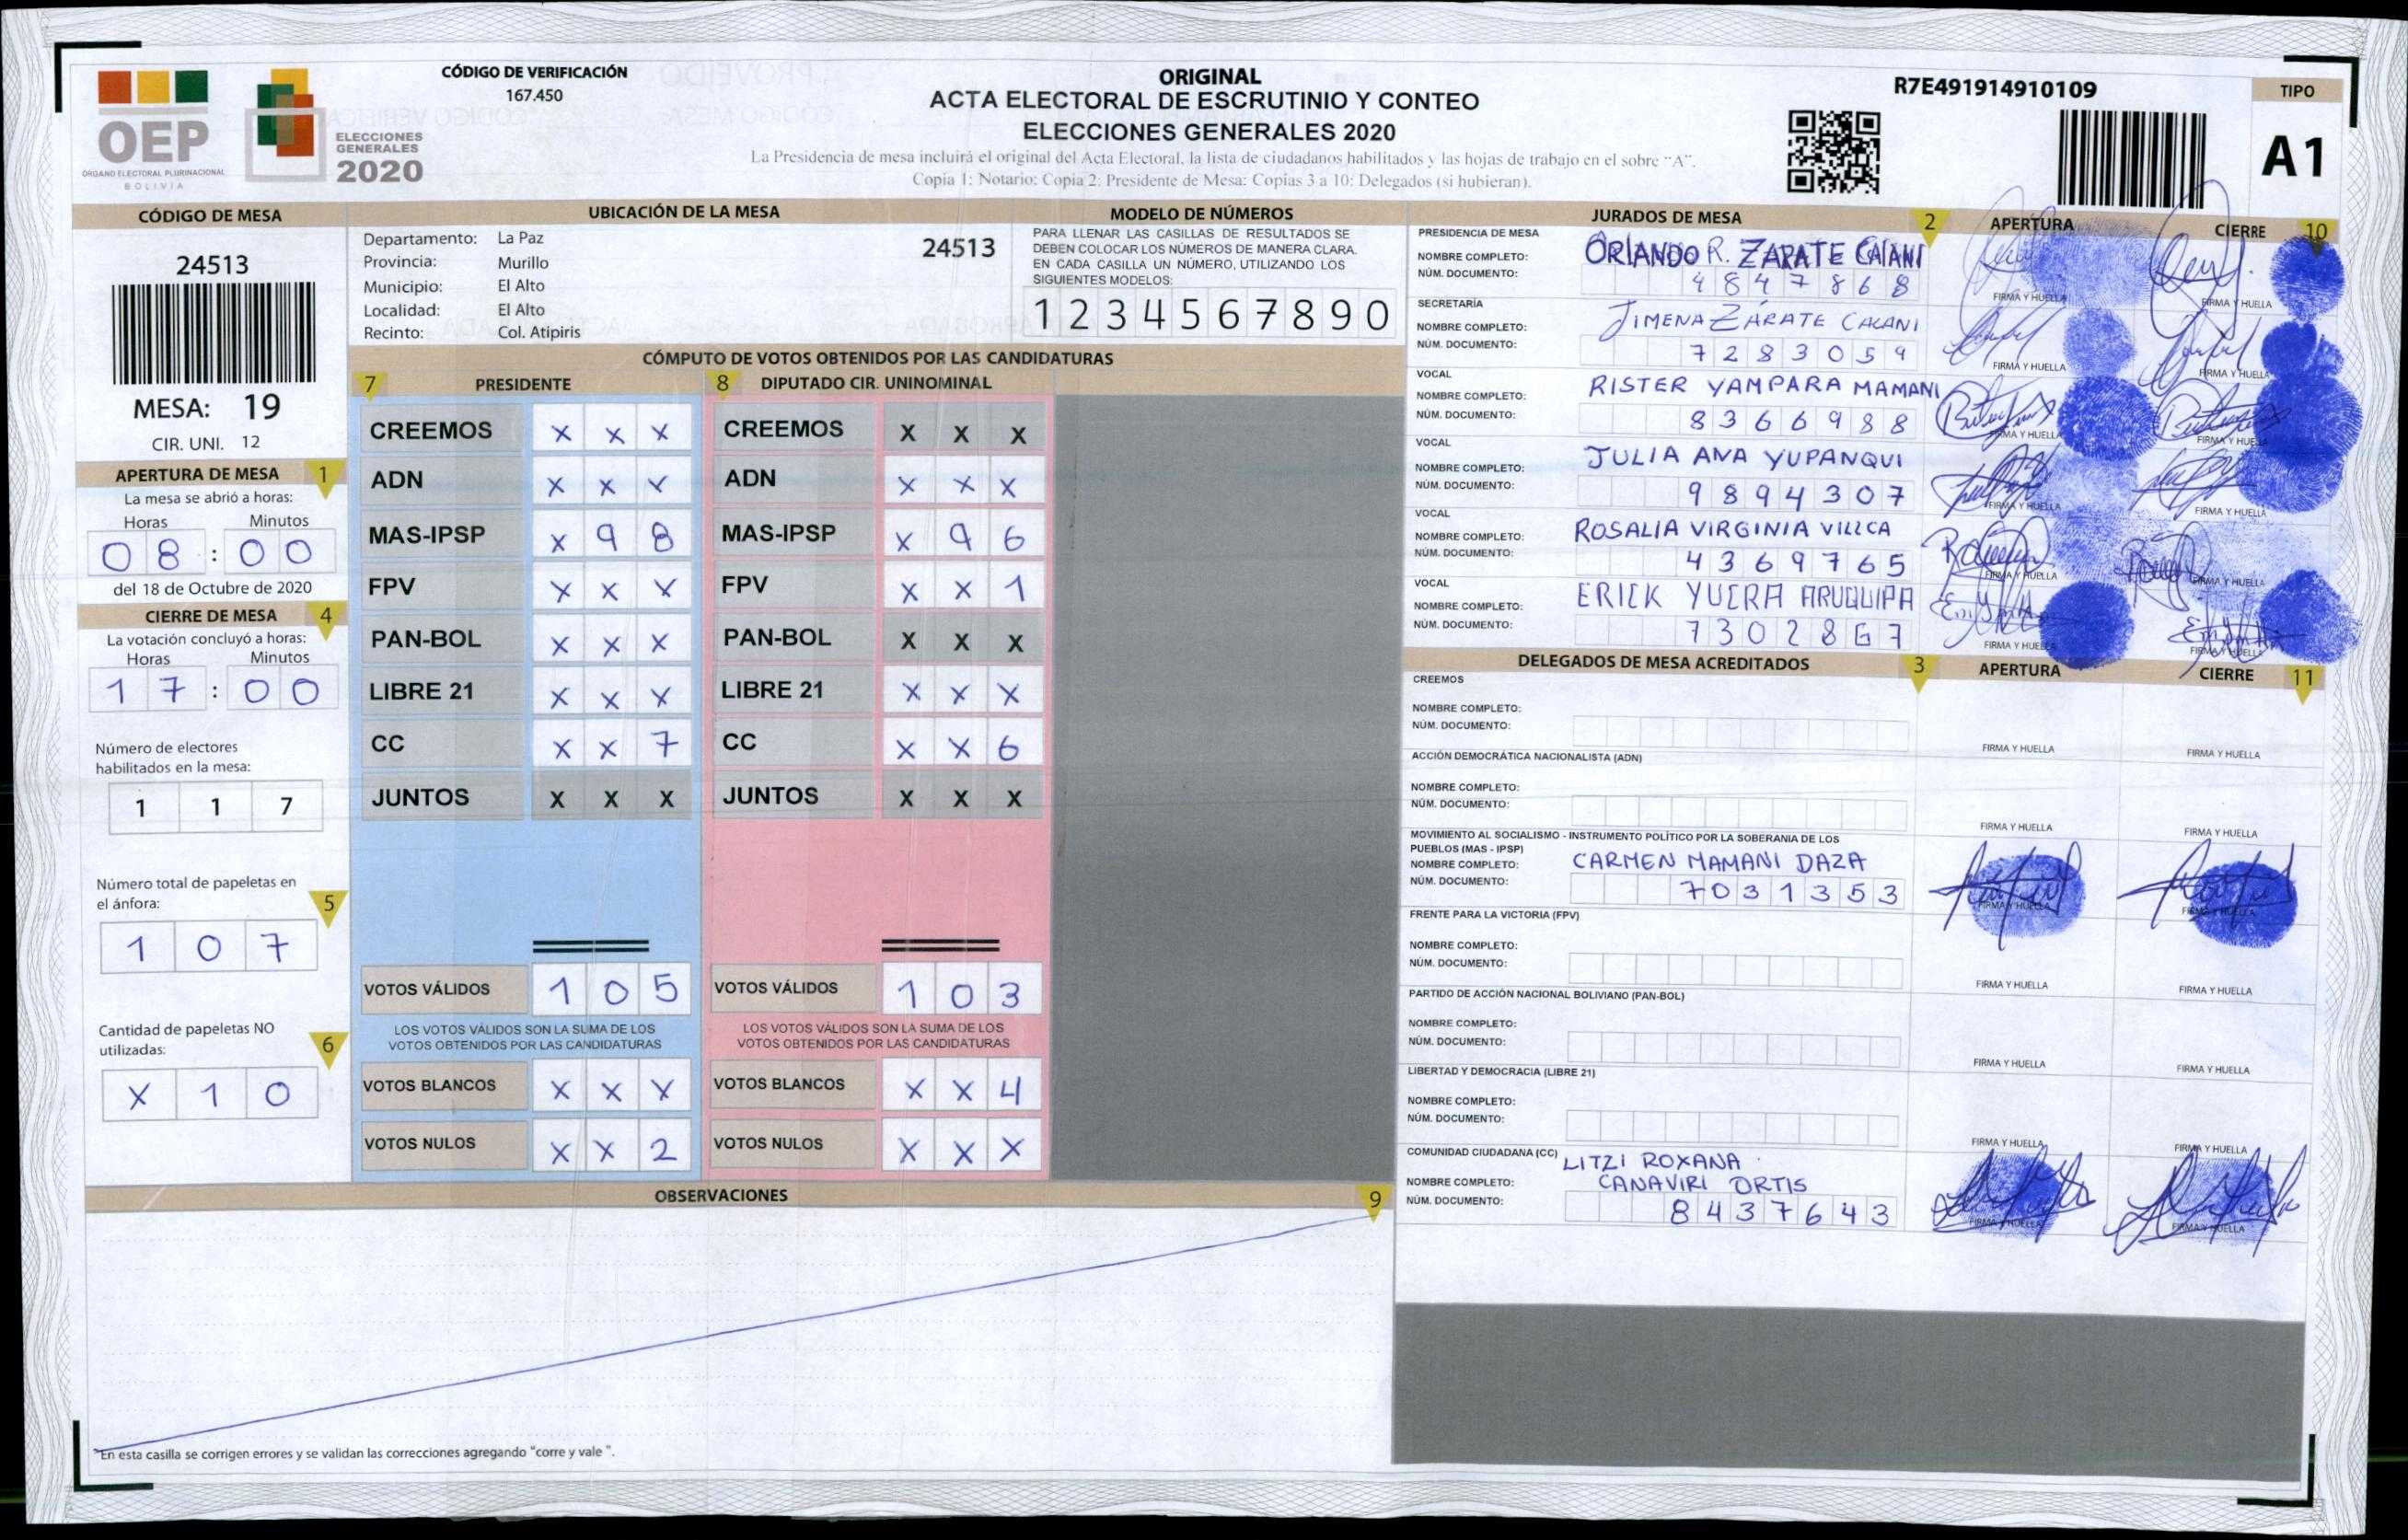 CÓDIGO DE VERIFICACIÓN
167.450
OEP
ÓRGANO ELECTORAL PLURINACIONAL
BOLIVIA
ELECCIONES
GENERALES
2020
ORIGINAL
ACTA ELECTORAL DE ESCRUTINIO Y CONTEO
ELECCIONES GENERALES 2020
La Presidencia de mesa incluirá el original del Acta Electoral, la lista de ciudadanos habilitados y las hojas de trabajo en el sobre "A".
Copia 1: Notario: Copia 2: Presidente de Mesa: Copias 3 a 10: Delegados (si hubieran).
R7E491914910109
TIPO
A1
CÓDIGO DE MESA
24513
MESA: 19
CIR. UNI. 12
APERTURA DE MESA 1
La mesa se abrió a horas:
Horas Minutos
08 : 00
del 18 de Octubre de 2020
CIERRE DE MESA 4
La votación concluyó a horas:
Horas Minutos
17 : 00
Número de electores
habilitados en la mesa:
1 1 7
Número total de papeletas en
el ánfora: 5
1 0 7
Cantidad de papeletas NO
utilizadas: 6
X 1 0
UBICACIÓN DE LA MESA
Departamento: La Paz 24513
Provincia: Murillo
Municipio: El Alto
Localidad: El Alto
Recinto: Col. Atipiris
MODELO DE NÚMEROS
PARA LLENAR LAS CASILLAS DE RESULTADOS SE
DEBEN COLOCAR LOS NÚMEROS DE MANERA CLARA.
EN CADA CASILLA UN NÚMERO, UTILIZANDO LOS
SIGUIENTES MODELOS:
1 2 3 4 5 6 7 8 9 0
CÓMPUTO DE VOTOS OBTENIDOS POR LAS CANDIDATURAS
7 PRESIDENTE 8 DIPUTADO CIR. UNINOMINAL
CREEMOS X X X CREEMOS X X X
ADN X X X ADN X X X
MAS-IPSP X 9 8 MAS-IPSP X 9 6
FPV X X X FPV X X 1
PAN-BOL X X X PAN-BOL X X X
LIBRE 21 X X X LIBRE 21 X X X
CC X X 7 CC X X 6
JUNTOS X X X JUNTOS X X X
VOTOS VÁLIDOS 1 0 5 VOTOS VÁLIDOS 1 0 3
LOS VOTOS VÁLIDOS SON LA SUMA DE LOS LOS VOTOS VÁLIDOS SON LA SUMA DE LOS
VOTOS OBTENIDOS POR LAS CANDIDATURAS VOTOS OBTENIDOS POR LAS CANDIDATURAS
VOTOS BLANCOS X X X VOTOS BLANCOS X X 4
VOTOS NULOS X X 2 VOTOS NULOS X X X
OBSERVACIONES 9
*En esta casilla se corrigen errores y se validan las correcciones agregando "corre y vale ".
JURADOS DE MESA 2 APERTURA CIERRE 10
PRESIDENCIA DE MESA
NOMBRE COMPLETO: ORLANDO R. ZARATE CALANI
NÚM. DOCUMENTO: 4847868
FIRMA Y HUELLA FIRMA Y HUELLA
SECRETARÍA
NOMBRE COMPLETO: JIMENA ZÁRATE CALANI
NÚM. DOCUMENTO: 7283059
FIRMA Y HUELLA FIRMA Y HUELLA
VOCAL
NOMBRE COMPLETO: RISTER YAMPARA MAMANI
NÚM. DOCUMENTO: 8366988
FIRMA Y HUELLA FIRMA Y HUELLA
VOCAL
NOMBRE COMPLETO: JULIA ANA YUPANQUI
NÚM. DOCUMENTO: 9894307
FIRMA Y HUELLA FIRMA Y HUELLA
VOCAL
NOMBRE COMPLETO: ROSALIA VIRGINIA VILLCA
NÚM. DOCUMENTO: 4369765
FIRMA Y HUELLA FIRMA Y HUELLA
VOCAL
NOMBRE COMPLETO: ERICK YUCRA ARUQUIPA
NÚM. DOCUMENTO: 7302867
FIRMA Y HUELLA FIRMA Y HUELLA
DELEGADOS DE MESA ACREDITADOS 3 APERTURA CIERRE 11
CREEMOS
NOMBRE COMPLETO:
NÚM. DOCUMENTO:
FIRMA Y HUELLA FIRMA Y HUELLA
ACCIÓN DEMOCRÁTICA NACIONALISTA (ADN)
NOMBRE COMPLETO:
NÚM. DOCUMENTO:
FIRMA Y HUELLA FIRMA Y HUELLA
MOVIMIENTO AL SOCIALISMO - INSTRUMENTO POLÍTICO POR LA SOBERANIA DE LOS
PUEBLOS (MAS - IPSP)
NOMBRE COMPLETO: CARMEN MAMANI DAZA
NÚM. DOCUMENTO: 7031353
FIRMA Y HUELLA FIRMA Y HUELLA
FRENTE PARA LA VICTORIA (FPV)
NOMBRE COMPLETO:
NÚM. DOCUMENTO:
FIRMA Y HUELLA FIRMA Y HUELLA
PARTIDO DE ACCIÓN NACIONAL BOLIVIANO (PAN-BOL)
NOMBRE COMPLETO:
NÚM. DOCUMENTO:
FIRMA Y HUELLA FIRMA Y HUELLA
LIBERTAD Y DEMOCRACIA (LIBRE 21)
NOMBRE COMPLETO:
NÚM. DOCUMENTO:
FIRMA Y HUELLA FIRMA Y HUELLA
COMUNIDAD CIUDADANA (CC) LITZI ROXANA
NOMBRE COMPLETO: CANAVIRI ORTIS
NÚM. DOCUMENTO: 8437643
FIRMA Y HUELLA FIRMA Y HUELLA